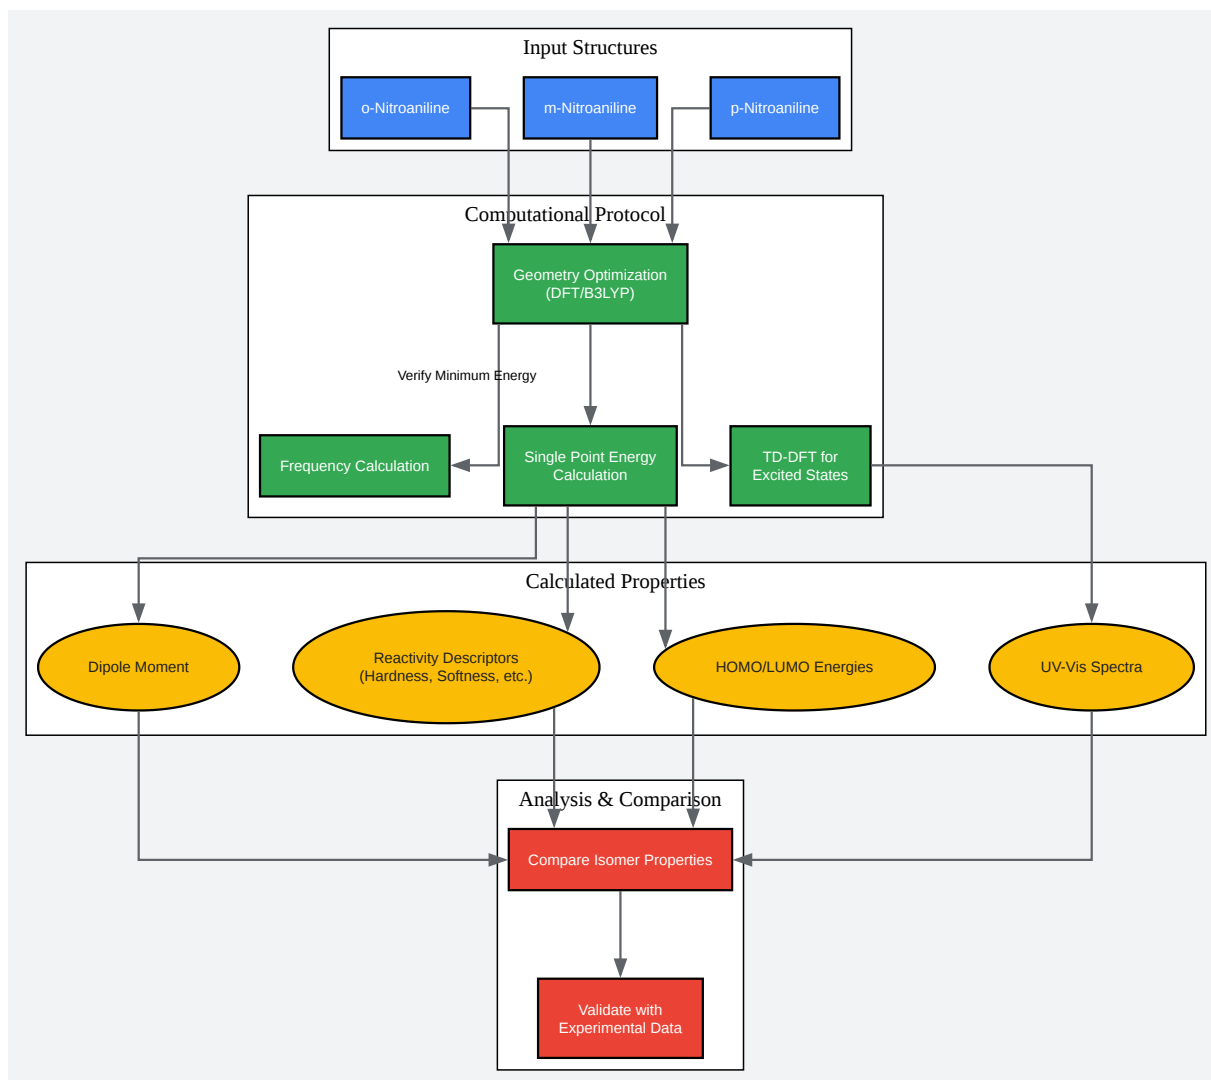 Input Structures
o-Nitroaniline
m-Nitroaniline
p-Nitroaniline
Computational Protocol
Geometry Optimization
(DFT/B3LYP)
Verify Minimum Energy
Frequency Calculation
Single Point Energy
Calculation
TD-DFT for
Excited States
Calculated Properties
Dipole Moment
Reactivity Descriptors
(Hardness, Softness, etc.)
HOMO/LUMO Energies
UV-Vis Spectra
Analysis & Comparison
Compare Isomer Properties
Validate with
Experimental Data